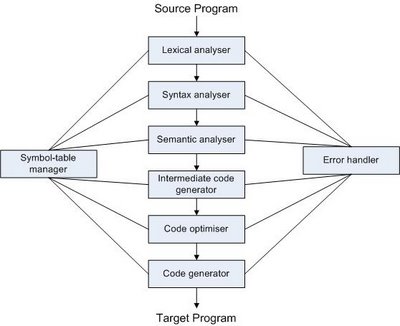 Source Program
Lexical analyser
Syntax analyser
Semantic analyser
Symbol-table
manager
Error handler
Intermediate code
generator
Code optimiser
Code generator
Target Program